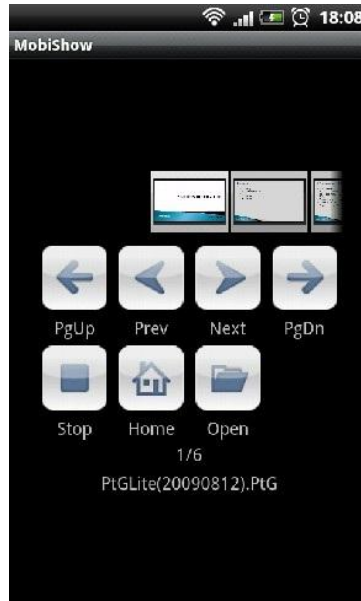 18:08
MobiShow
PgUp Prev Next PgDn
Stop Home Open
1/6
PtGLite(20090812).PtG